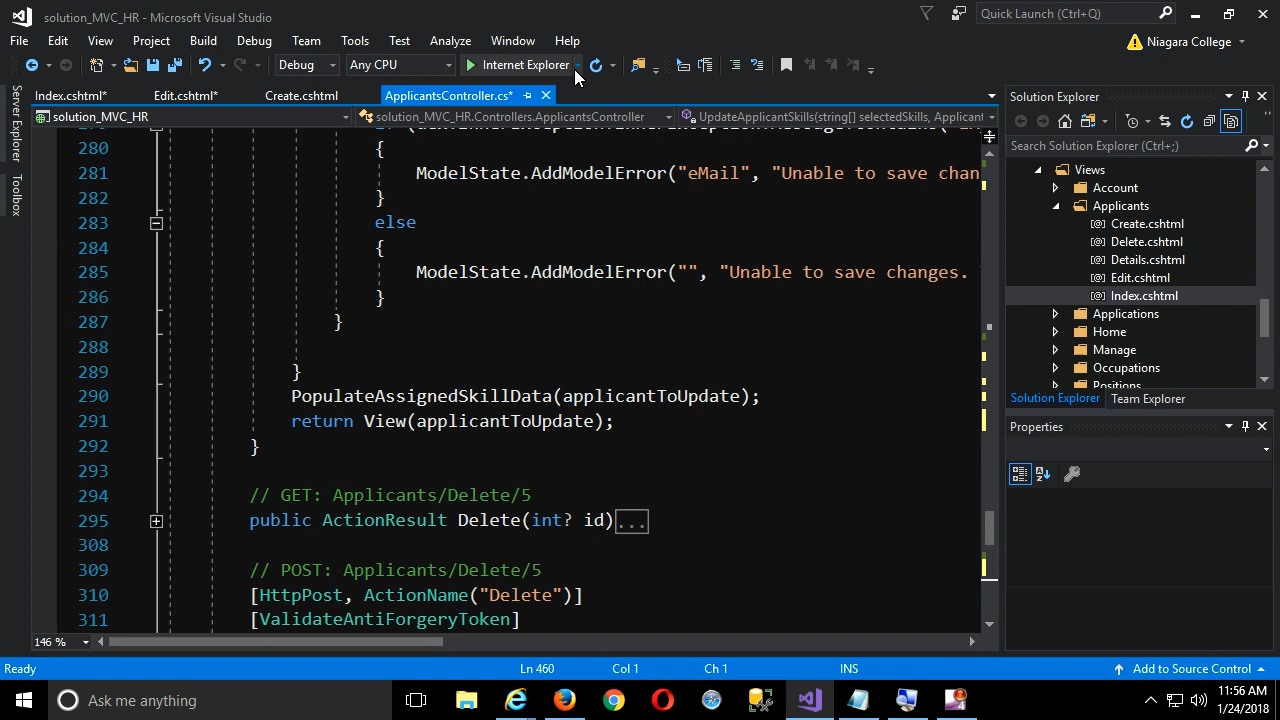 solution_MVC_HR - Microsoft Visual Studio
Quick Launch (Ctrl+Q)
File Edit View Project Build Debug Team Tools Test Analyze Window Help
Niagara College
Debug Any CPU Internet Explorer
Server Explorer
Toolbox
Index.cshtml* Edit.cshtml* Create.cshtml ApplicantsController.cs*
solution_MVC_HR solution_MVC_HR.Controllers.ApplicantsController UpdateApplicantSkills(string[] selectedSkills, Applicant
280 {
281 ModelState.AddModelError("eMail", "Unable to save chan
282 }
283 else
284 {
285 ModelState.AddModelError("", "Unable to save changes.
286 }
287 }
288
289 }
290 PopulateAssignedSkillData(applicantToUpdate);
291 return View(applicantToUpdate);
292 }
293
294 // GET: Applicants/Delete/5
295 public ActionResult Delete(int? id)...
308
309 // POST: Applicants/Delete/5
310 [HttpPost, ActionName("Delete")]
311 [ValidateAntiForgeryToken]
146 %
Solution Explorer
Search Solution Explorer (Ctrl+;)
Views
Account
Applicants
Create.cshtml
Delete.cshtml
Details.cshtml
Edit.cshtml
Index.cshtml
Applications
Home
Manage
Occupations
Positions
Solution Explorer Team Explorer
Properties
Ready Ln 460 Col 1 Ch 1 INS Add to Source Control
Ask me anything
11:56 AM
1/24/2018